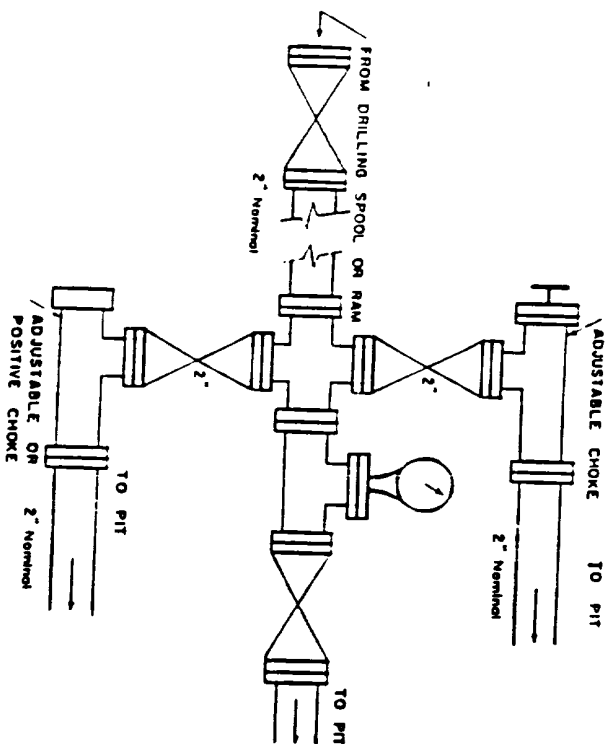 FROM DRILLING SPOOL OR RAM
2" Nominal
ADJUSTABLE CHOKE
TO PIT
2" Nominal
2"
2"
ADJUSTABLE OR
POSITIVE CHOKE
TO PIT
2" Nominal
TO PIT